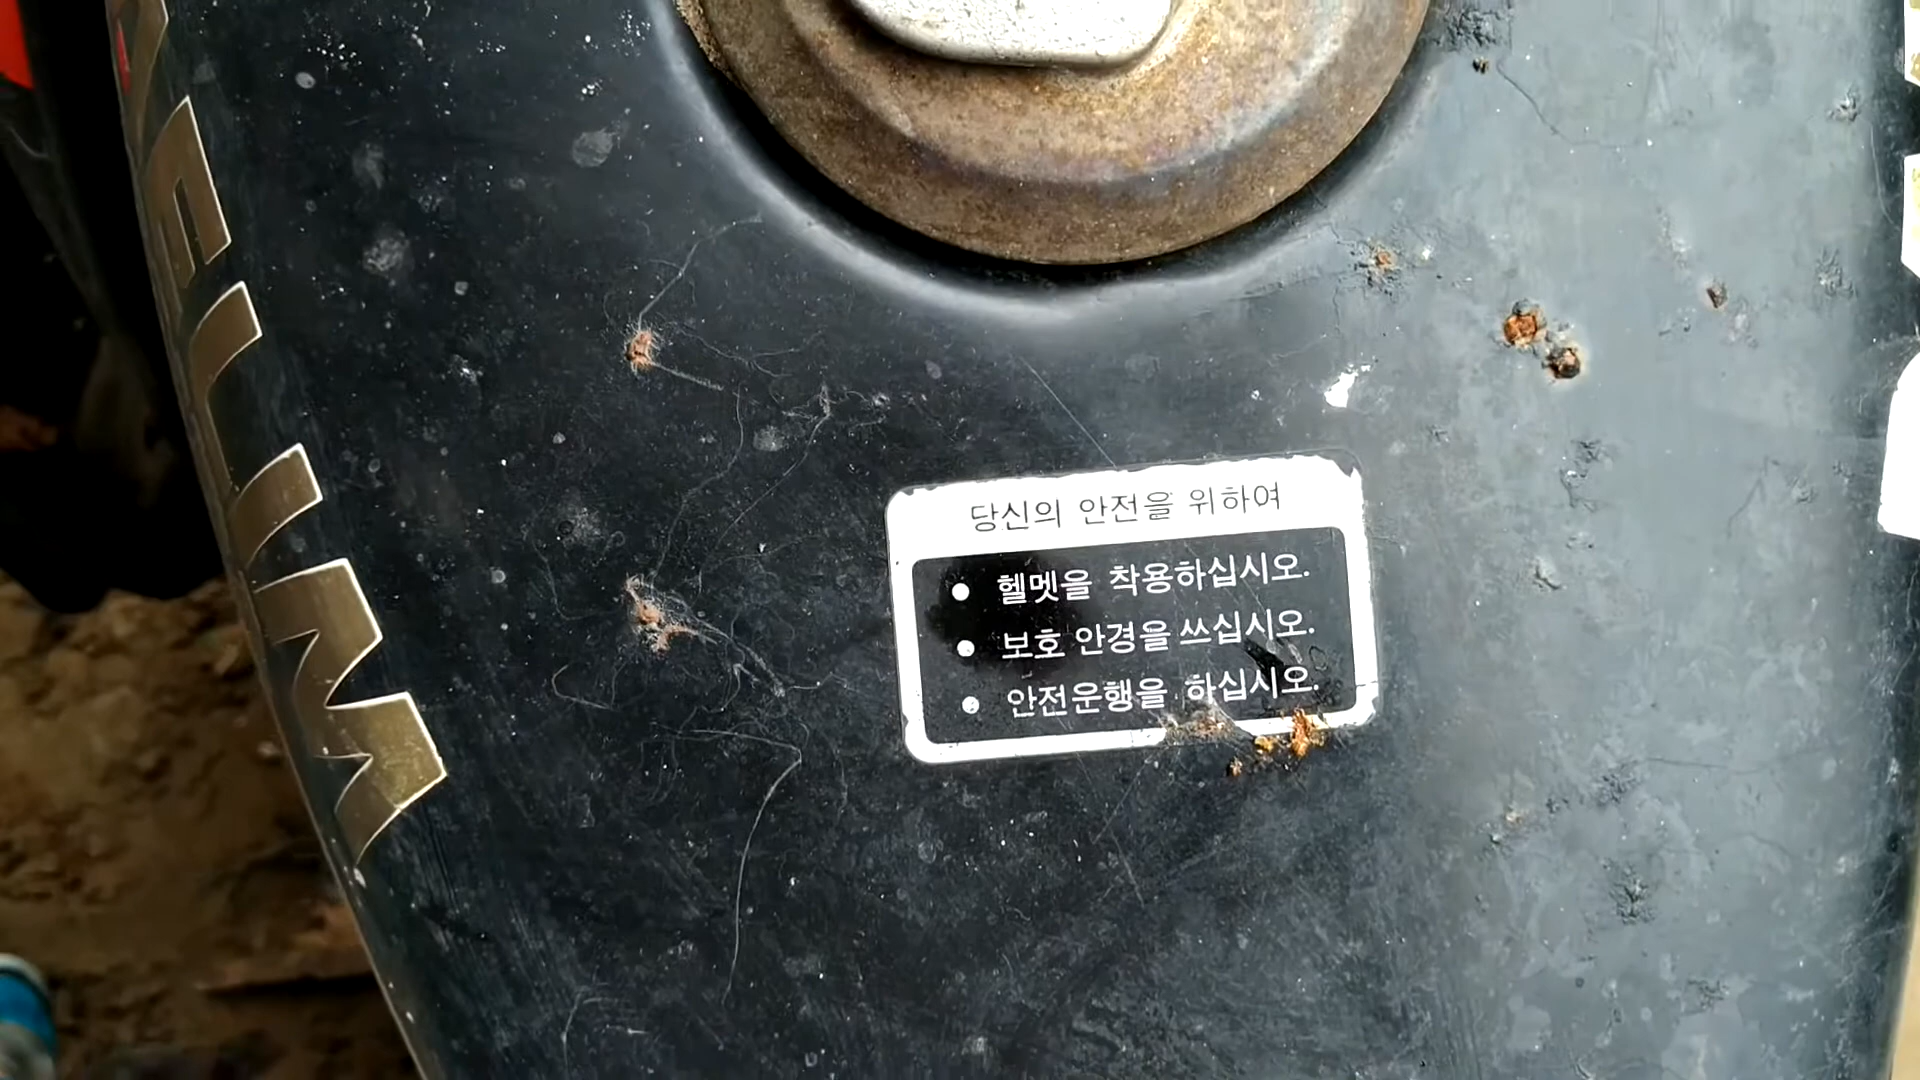 DAELIM
당신의 안전을 위하여
• 헬멧을 착용하십시오.
• 보호 안경을 쓰십시오.
• 안전운행을 하십시오.